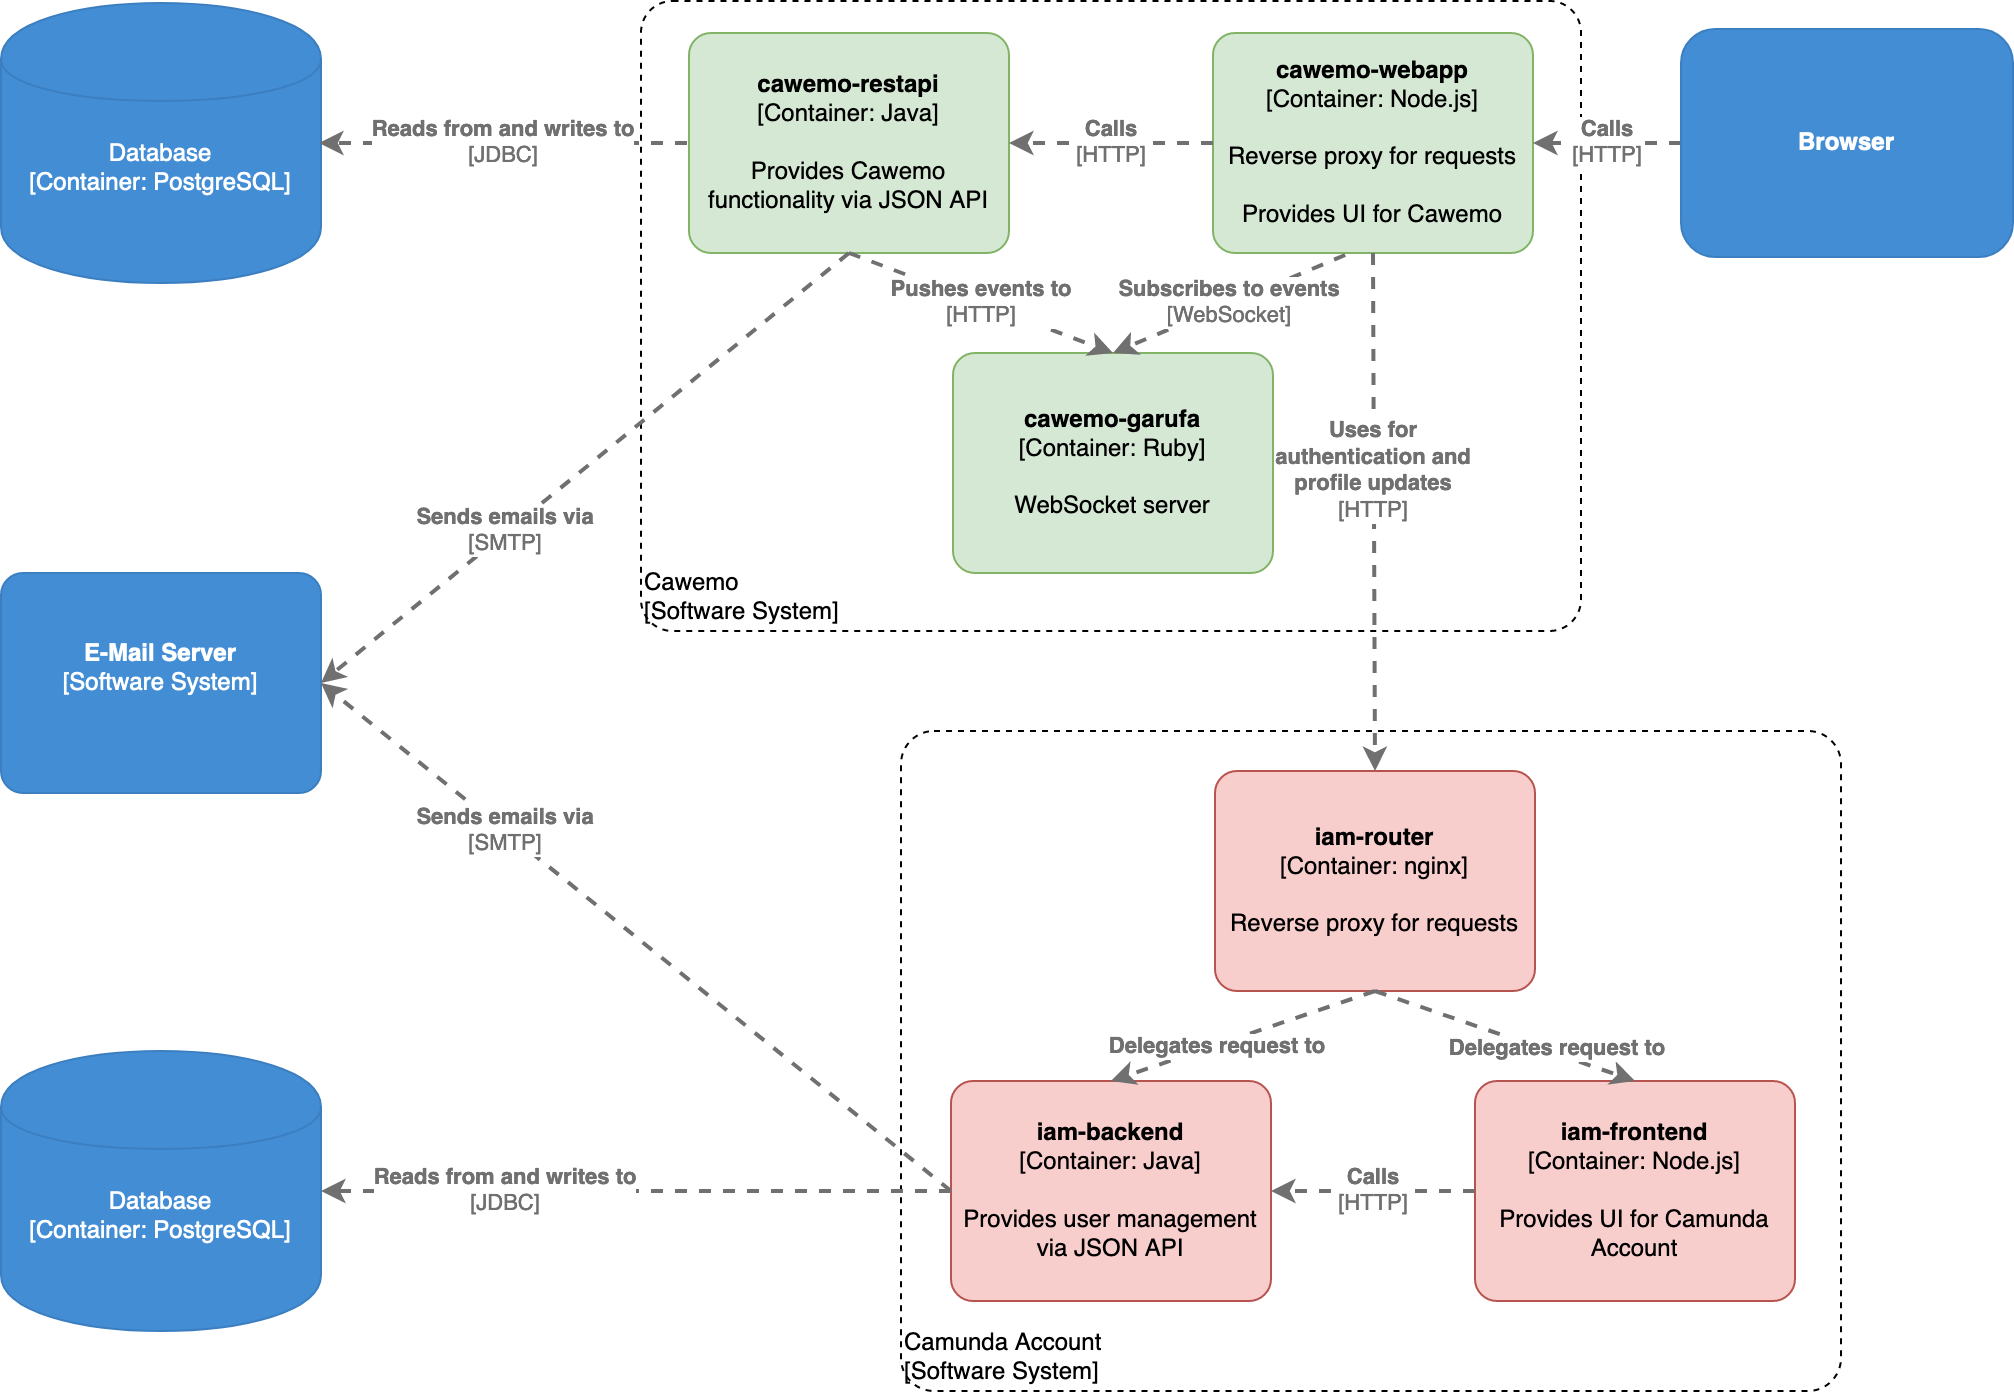 Database
[Container: PostgreSQL]
Reads from and writes to
[JDBC]
cawemo-restapi
[Container: Java]
Provides Cawemo
functionality via JSON API
Calls
[HTTP]
cawemo-webapp
[Container: Node.js]
Reverse proxy for requests
Provides UI for Cawemo
Calls
[HTTP]
Browser
Pushes events to
[HTTP]
Subscribes to events
[WebSocket]
cawemo-garufa
[Container: Ruby]
WebSocket server
Uses for
authentication and
profile updates
[HTTP]
Sends emails via
[SMTP]
Cawemo
[Software System]
E-Mail Server
[Software System]
Sends emails via
[SMTP]
iam-router
[Container: nginx]
Reverse proxy for requests
Delegates request to
Delegates request to
Database
[Container: PostgreSQL]
Reads from and writes to
[JDBC]
iam-backend
[Container: Java]
Provides user management
via JSON API
Calls
[HTTP]
iam-frontend
[Container: Node.js]
Provides UI for Camunda
Account
Camunda Account
[Software System]